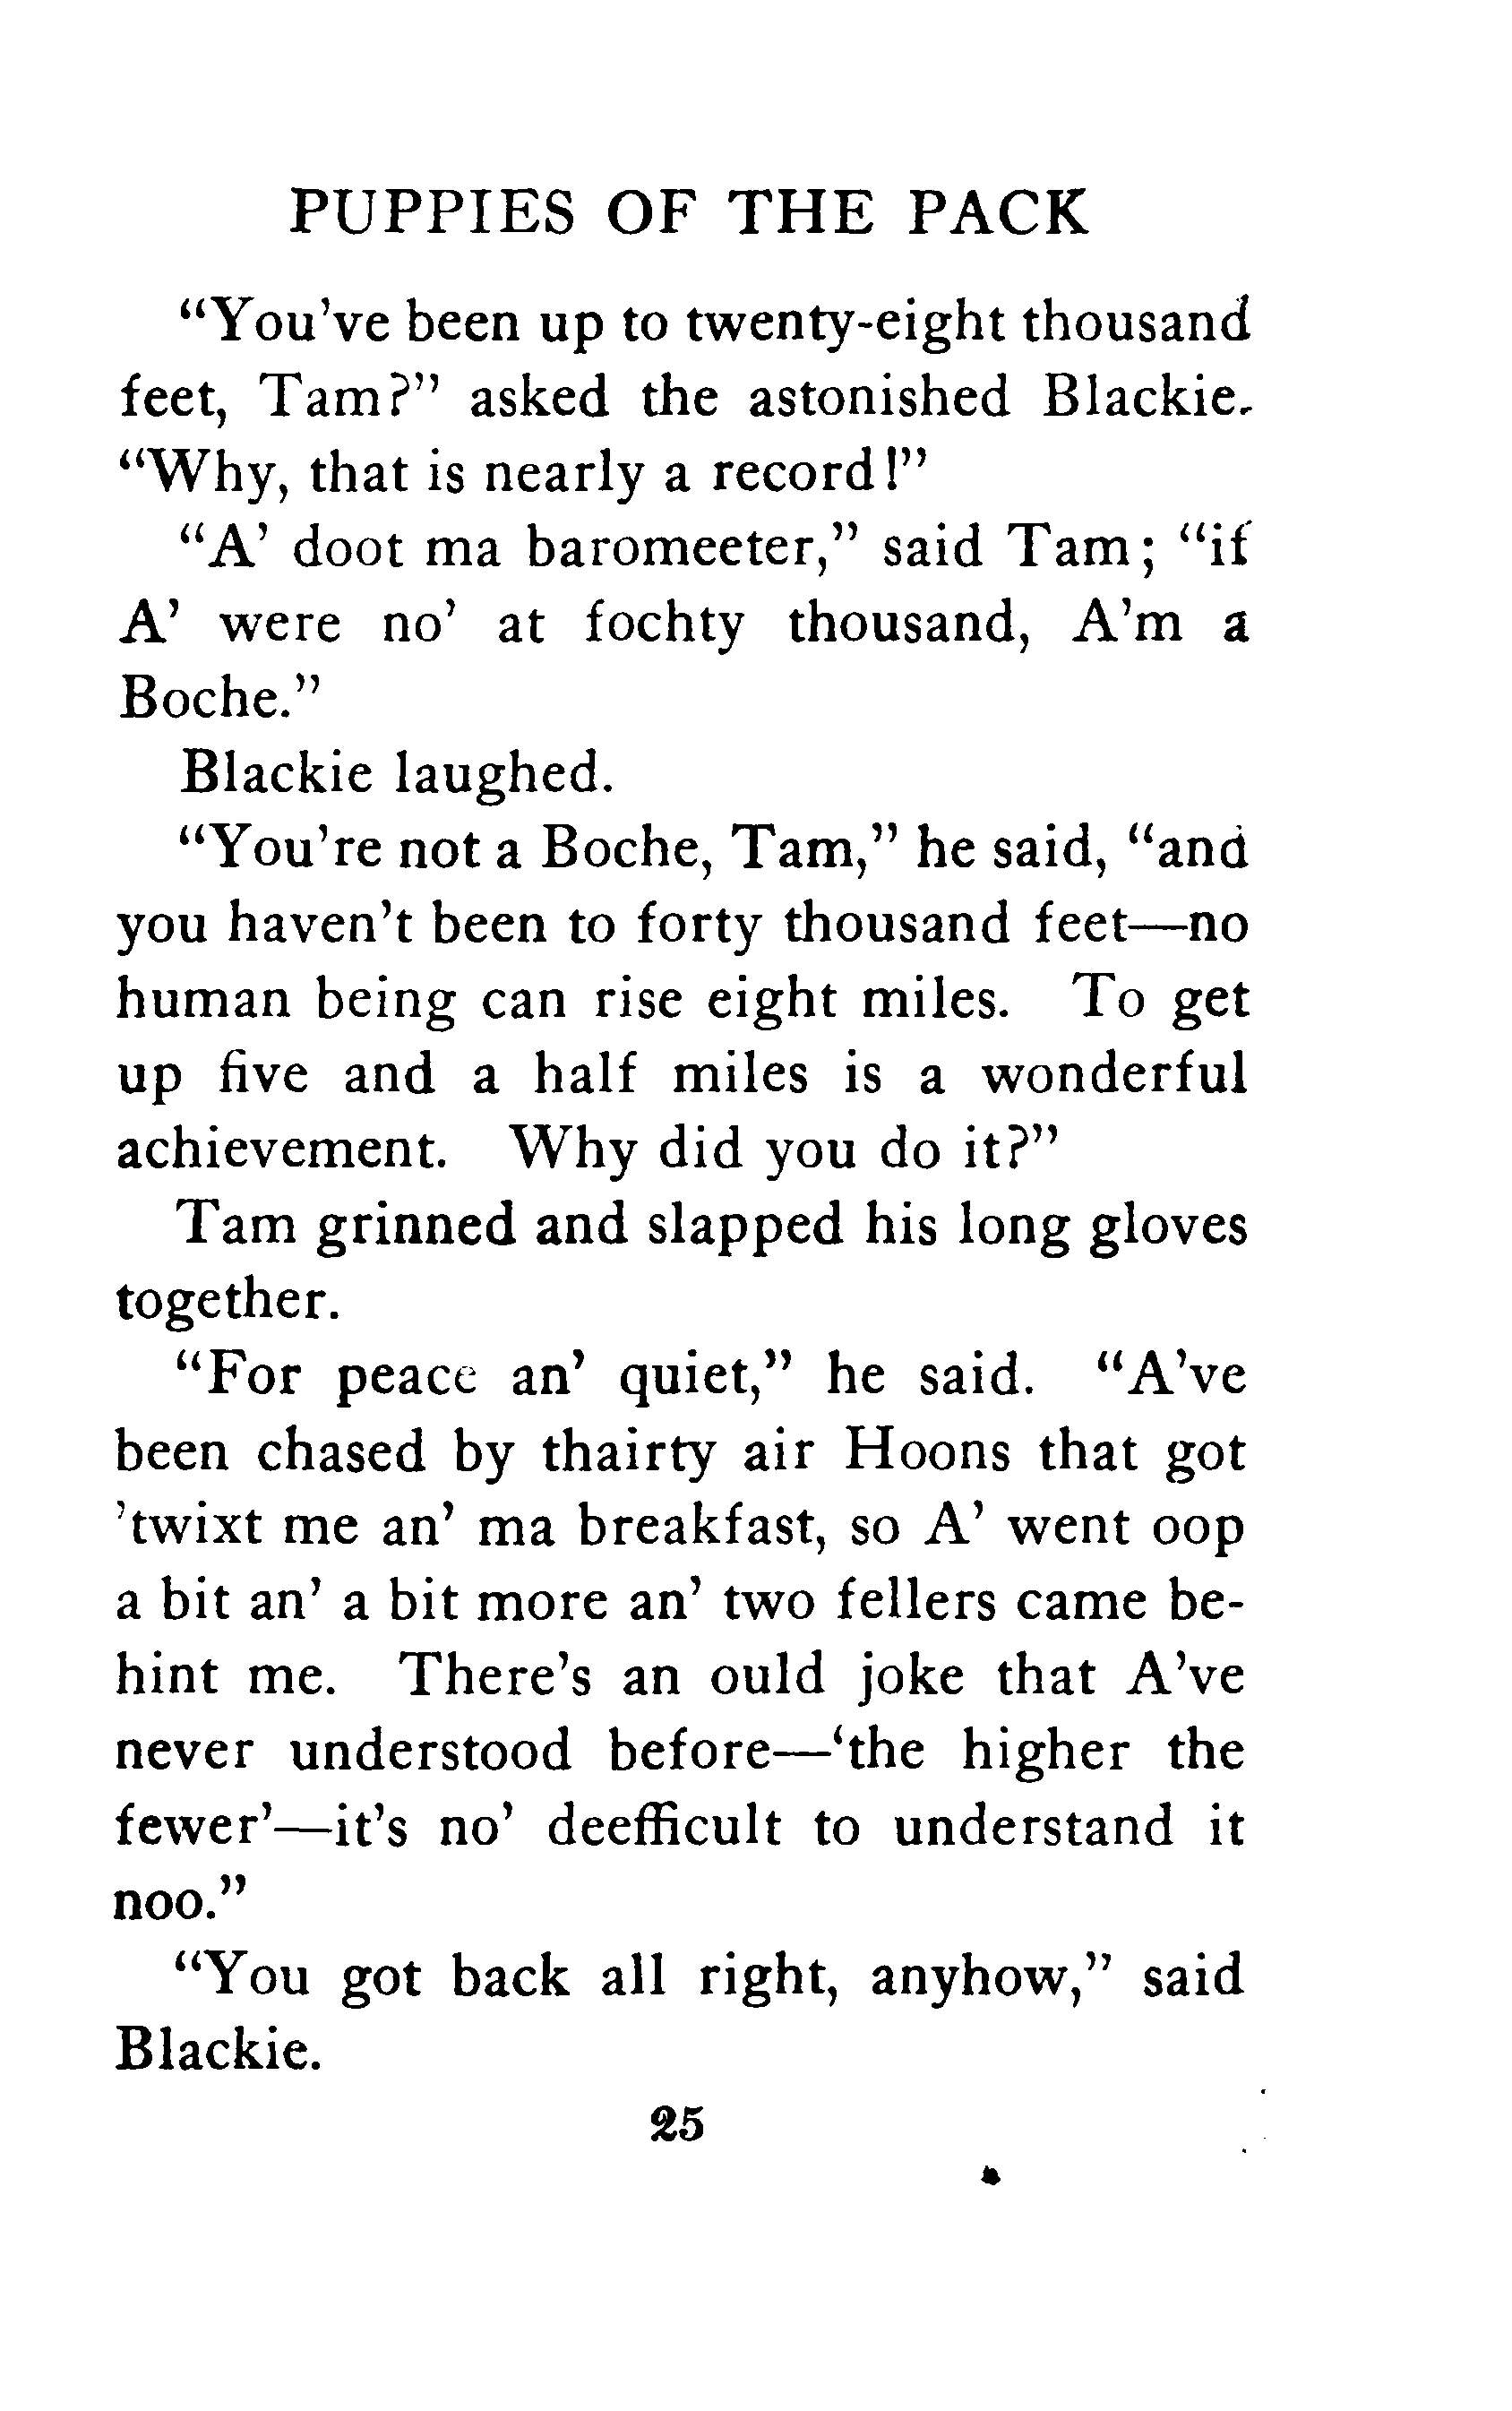 PUPPIES OF THE PACK
“You've been up to twenty-eight thousand
feet, Tam?” asked the astonished Blackie.
“Why, that is nearly a record!”
“A’ doot ma baromeeter,” said Tam; “if
A’ were no’ at fochty thousand, A’m a
Boche.”
Blackie laughed.
“You’re not a Boche, Tam,” he said, “and
you haven’t been to forty thousand feet—no
human being can rise eight miles. To get
up five and a half miles is a wonderful
achievement. Why did you do it?”
Tam grinned and slapped his long gloves
together.
“For peace an’ quiet,” he said. “A’ve
been chased by thairty air Hoons that got
’twixt me an’ ma breakfast, so A’ went oop
a bit an’ a bit more an’ two fellers came be-
hint me. There’s an ould joke that A’ve
never understood before—‘the higher the
fewer’—it’s no’ deefficult to understand it
noo.”
“You got back all right, anyhow,” said
Blackie.
25